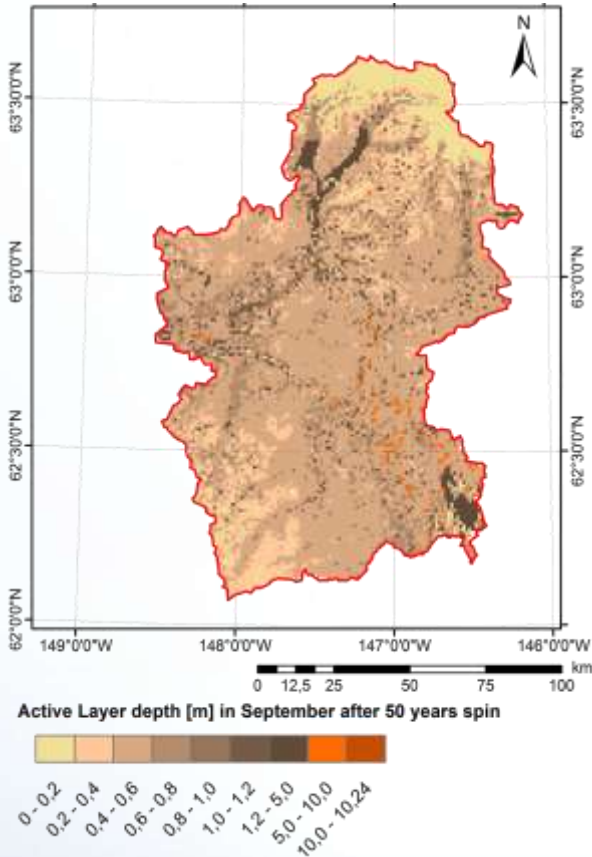 N
63°30'0"N
63°30'0"N
63°0'0"N
63°0'0"N
62°30'0"N
62°30'0"N
62°0'0"N
149°0'0"W
148°0'0"W
147°0'0"W
146°0'0"W
km
0 12,5 25 50 75 100
Active Layer depth [m] in September after 50 years spin
0 - 0,2
0,2 - 0,4
0,4 - 0,6
0,6 - 0,8
0,8 - 1,0
1,0 - 1,2
1,2 - 5,0
5,0 - 10,0
10,0 - 10,24